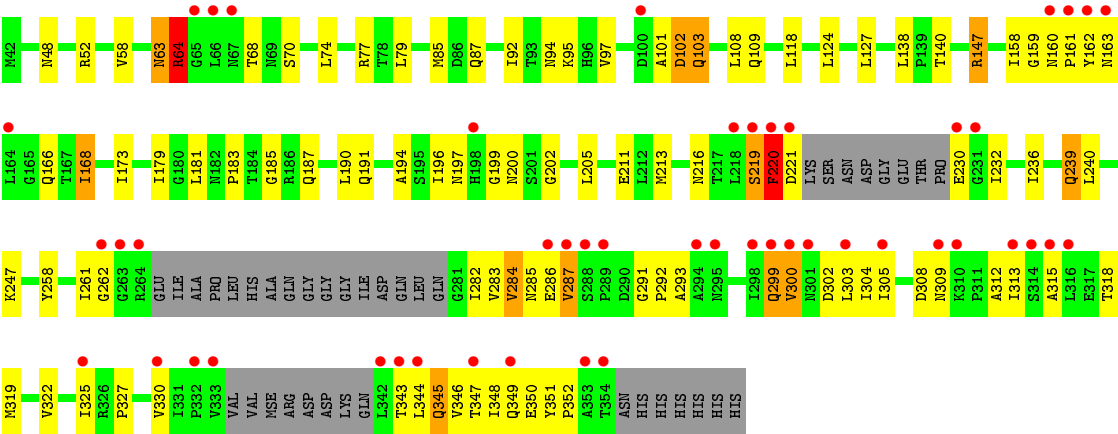 M42 N48 R52 V58 N63 R64 G65 L66 N67 T68 N69 S70 L74 R77 T78 L79 M85 D86 Q87 I92 T93 N94 K95 H96 V97 D100 A101 D102 Q103 L108 Q109 L118 L124 L127 L138 P139 T140 R147 I158 G159 N160 P161 Y162 N163
L164 G165 Q166 T167 I168 I173 I179 G180 L181 N182 P183 T184 G185 R186 Q187 L190 Q191 A194 S195 I196 N197 H198 G199 N200 S201 G202 L205 E211 L212 M213 N216 T217 L218 S219 F220 D221 LYS SER ASN ASP GLY GLU THR PRO E230 G231 I232 I236 Q239 L240
K247 Y258 I261 G262 G263 R264 GLU ILE ALA PRO LEU HIS ALA GLN GLY GLY GLY ILE ASP GLN LEU GLN G281 I282 V283 V284 N285 E286 V287 S288 P289 D290 G291 P292 A293 A294 N295 I298 Q299 V300 N301 D302 L303 I304 I305 D308 N309 K310 P311 A312 I313 S314 A315 L316 E317 T318
M319 V322 I325 R326 P327 V330 I331 P332 V333 VAL VAL MSE ARG ASP ASP LYS GLN L342 T343 L344 Q345 V346 T347 I348 Q349 E350 Y351 P352 A353 T354 ASN HIS HIS HIS HIS HIS HIS